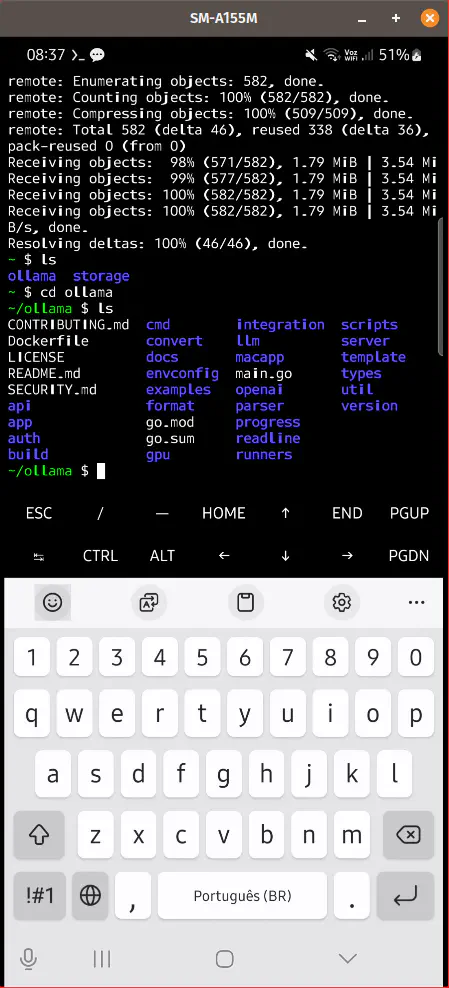 SM-A155M
08:37 >_ 51%
Voz
WIFI
remote: Enumerating objects: 582, done.
remote: Counting objects: 100% (582/582), done.
remote: Compressing objects: 100% (509/509), done.
remote: Total 582 (delta 46), reused 338 (delta 36),
pack-reused 0 (from 0)
Receiving objects:  98% (571/582), 1.79 MiB | 3.54 Mi
Receiving objects:  99% (577/582), 1.79 MiB | 3.54 Mi
Receiving objects: 100% (582/582), 1.79 MiB | 3.54 Mi
Receiving objects: 100% (582/582), 1.79 MiB | 3.54 Mi
B/s, done.
Resolving deltas: 100% (46/46), done.
~ $ ls
ollama  storage
~ $ cd ollama
~/ollama $ ls
CONTRIBUTING.md  cmd  integration  scripts
Dockerfile  convert  llm  server
LICENSE  docs  macapp  template
README.md  envconfig  main.go  types
SECURITY.md  examples  openai  util
api  format  parser  version
app  go.mod  progress
auth  go.sum  readline
build  gpu  runners
~/ollama $
ESC / — HOME ↑ END PGUP
↹ CTRL ALT ← ↓ → PGDN
1 2 3 4 5 6 7 8 9 0
q w e r t y u i o p
a s d f g h j k l
z x c v b n m
!#1 , Português (BR) .